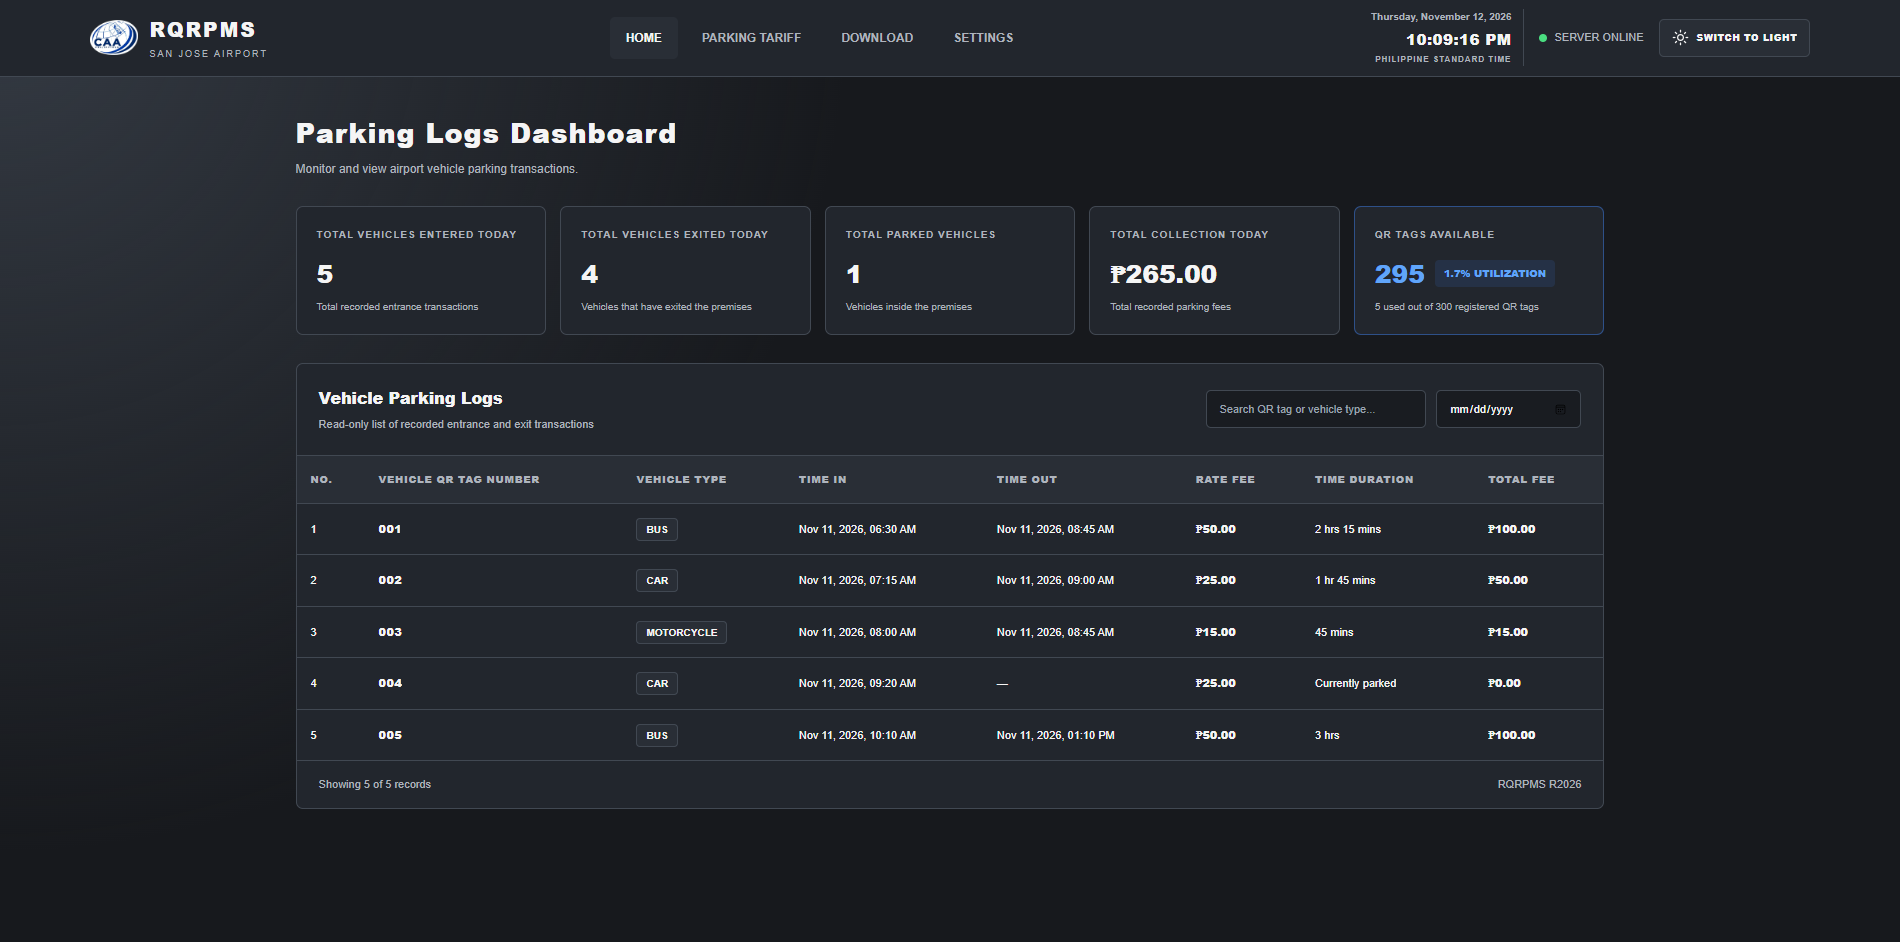 CAA
RQRPMS
SAN JOSE AIRPORT
HOME
PARKING TARIFF
DOWNLOAD
SETTINGS
Thursday, November 12, 2026
10:09:16 PM
PHILIPPINE STANDARD TIME
SERVER ONLINE
SWITCH TO LIGHT
Parking Logs Dashboard
Monitor and view airport vehicle parking transactions.
TOTAL VEHICLES ENTERED TODAY
5
Total recorded entrance transactions
TOTAL VEHICLES EXITED TODAY
4
Vehicles that have exited the premises
TOTAL PARKED VEHICLES
1
Vehicles inside the premises
TOTAL COLLECTION TODAY
₱265.00
Total recorded parking fees
QR TAGS AVAILABLE
295 1.7% UTILIZATION
5 used out of 300 registered QR tags
Vehicle Parking Logs
Read-only list of recorded entrance and exit transactions
Search QR tag or vehicle type...
mm/dd/yyyy
NO. VEHICLE QR TAG NUMBER VEHICLE TYPE TIME IN TIME OUT RATE FEE TIME DURATION TOTAL FEE
1 001 BUS Nov 11, 2026, 06:30 AM Nov 11, 2026, 08:45 AM ₱50.00 2 hrs 15 mins ₱100.00
2 002 CAR Nov 11, 2026, 07:15 AM Nov 11, 2026, 09:00 AM ₱25.00 1 hr 45 mins ₱50.00
3 003 MOTORCYCLE Nov 11, 2026, 08:00 AM Nov 11, 2026, 08:45 AM ₱15.00 45 mins ₱15.00
4 004 CAR Nov 11, 2026, 09:20 AM — ₱25.00 Currently parked ₱0.00
5 005 BUS Nov 11, 2026, 10:10 AM Nov 11, 2026, 01:10 PM ₱50.00 3 hrs ₱100.00
Showing 5 of 5 records
RQRPMS R2026